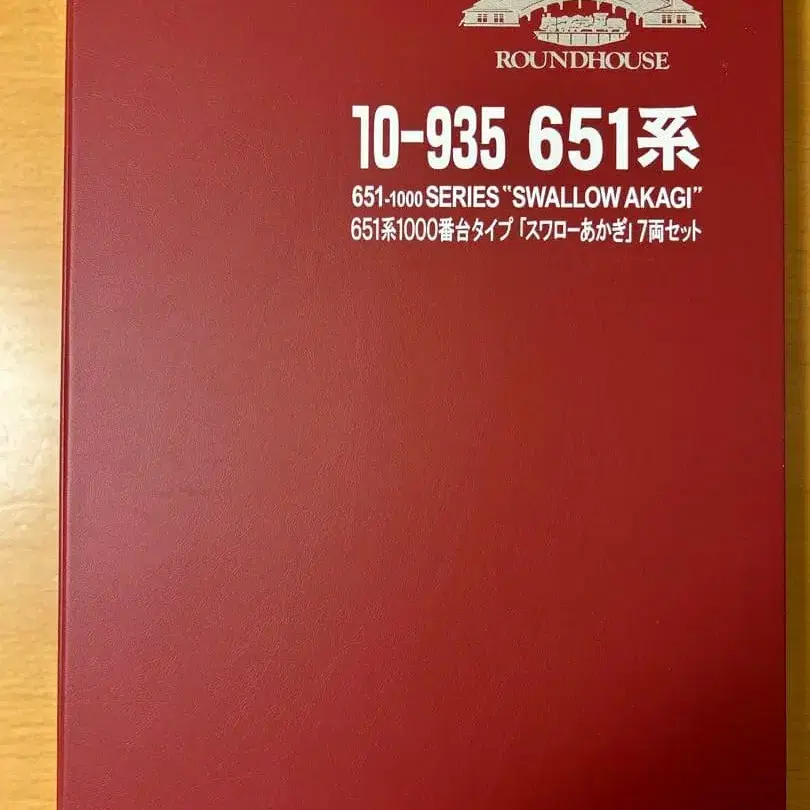 ROUNDHOUSE
10-935 651系
651-1000 SERIES "SWALLOW AKAGI"
651系1000番台タイプ「スワローあかぎ」7両セット